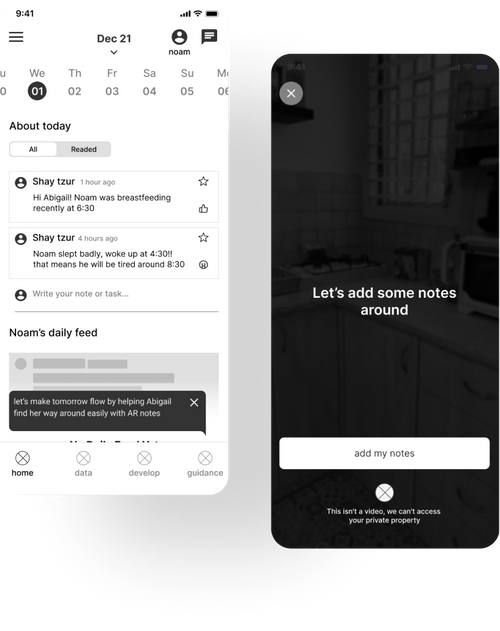 9:41
Dec 21
noam
u We Th Fr Sa Su
0 01 02 03 04 05
About today
All Readed
Shay tzur 1 hour ago
Hi Abigail! Noam was breastfeeding
recently at 6:30
Shay tzur 4 hours ago
Noam slept badly, woke up at 4:30!!
that means he will be tired around 8:30
Write your note or task...
Noam's daily feed
let's make tomorrow flow by helping Abigail
find her way around easily with AR notes
home data develop guidance
9:41
Let's add some notes
around
add my notes
This isn't a video, we can't access
your private property